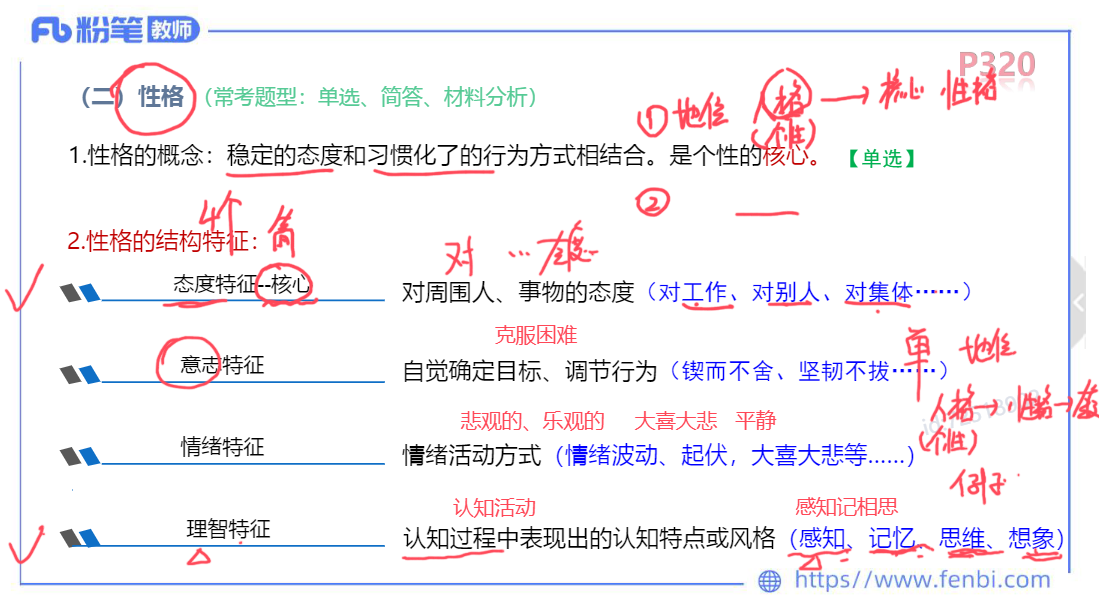 粉笔 教师
P320
（二）性格（常考题型：单选、简答、材料分析）
①地位 人格 → 核心 性格
(个性)
1.性格的概念：稳定的态度和习惯化了的行为方式相结合。是个性的核心。【单选】
②
4个 简
2.性格的结构特征：
对 …态度
态度特征--核心
对周围人、事物的态度（对工作、对别人、对集体……）
克服困难
单 地位
意志特征
自觉确定目标、调节行为（锲而不舍、坚韧不拔……）
人格→性格→态
(个性)
悲观的、乐观的 大喜大悲 平静
情绪特征
情绪活动方式（情绪波动、起伏，大喜大悲等……）
例子
认知活动 感知记相思
理智特征
认知过程中表现出的认知特点或风格（感知、记忆、思维、想象）
https//www.fenbi.com